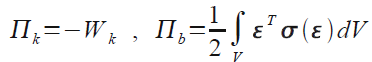 Π_k = −W_k , Π_b = 1/2 ∫_V ε^T σ(ε) dV